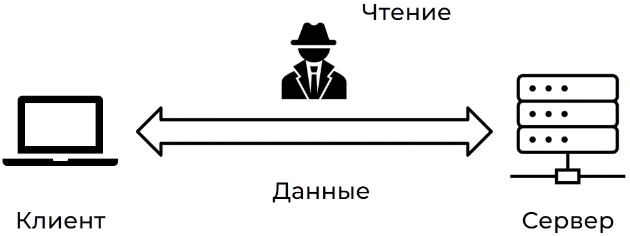 Чтение
Данные
Клиент
Сервер